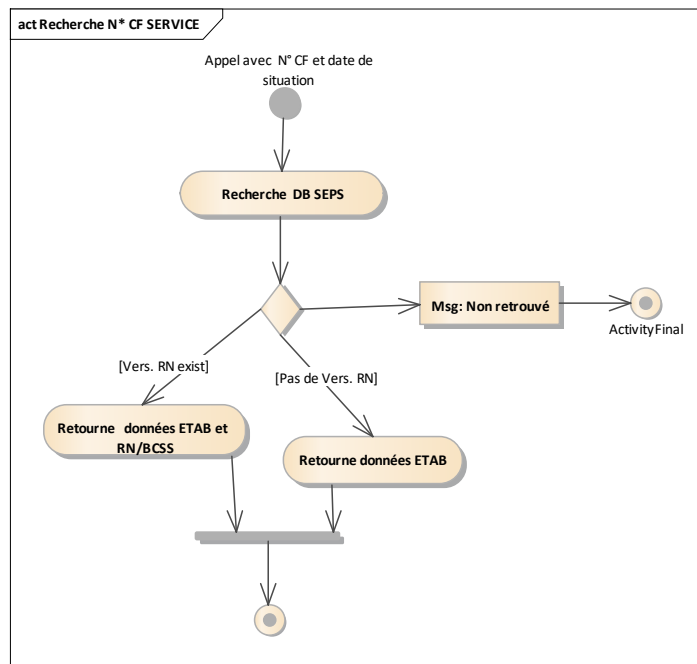 act Recherche N* CF SERVICE
Appel avec N° CF et date de
situation
Recherche DB SEPS
Msg: Non retrouvé
ActivityFinal
[Vers. RN exist]
[Pas de Vers. RN]
Retourne données ETAB et
RN/BCSS
Retourne données ETAB